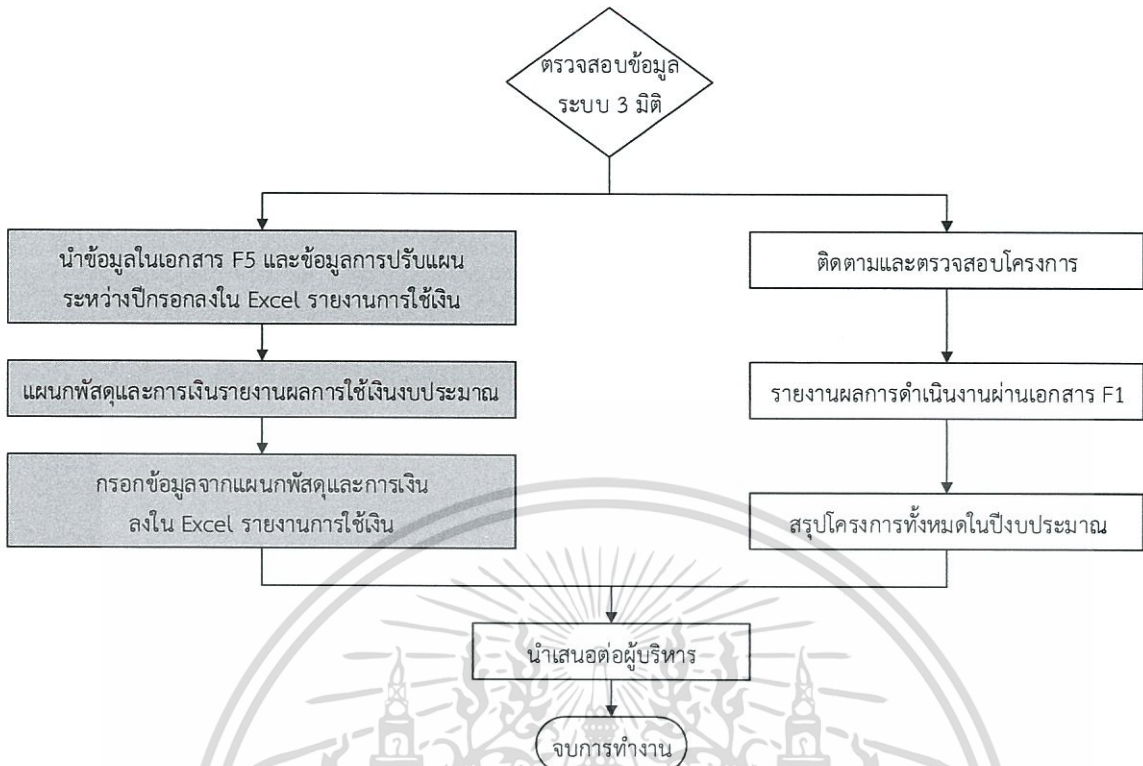 ตรวจสอบข้อมูล
ระบบ 3 มิติ
นำข้อมูลในเอกสาร F5 และข้อมูลการปรับแผน
ระหว่างปีกรอกลงใน Excel รายงานการใช้เงิน
แผนกพัสดุและการเงินรายงานผลการใช้เงินงบประมาณ
กรอกข้อมูลจากแผนกพัสดุและการเงิน
ลงใน Excel รายงานการใช้เงิน
ติดตามและตรวจสอบโครงการ
รายงานผลการดำเนินงานผ่านเอกสาร F1
สรุปโครงการทั้งหมดในปีงบประมาณ
นำเสนอต่อผู้บริหาร
จบการทำงาน